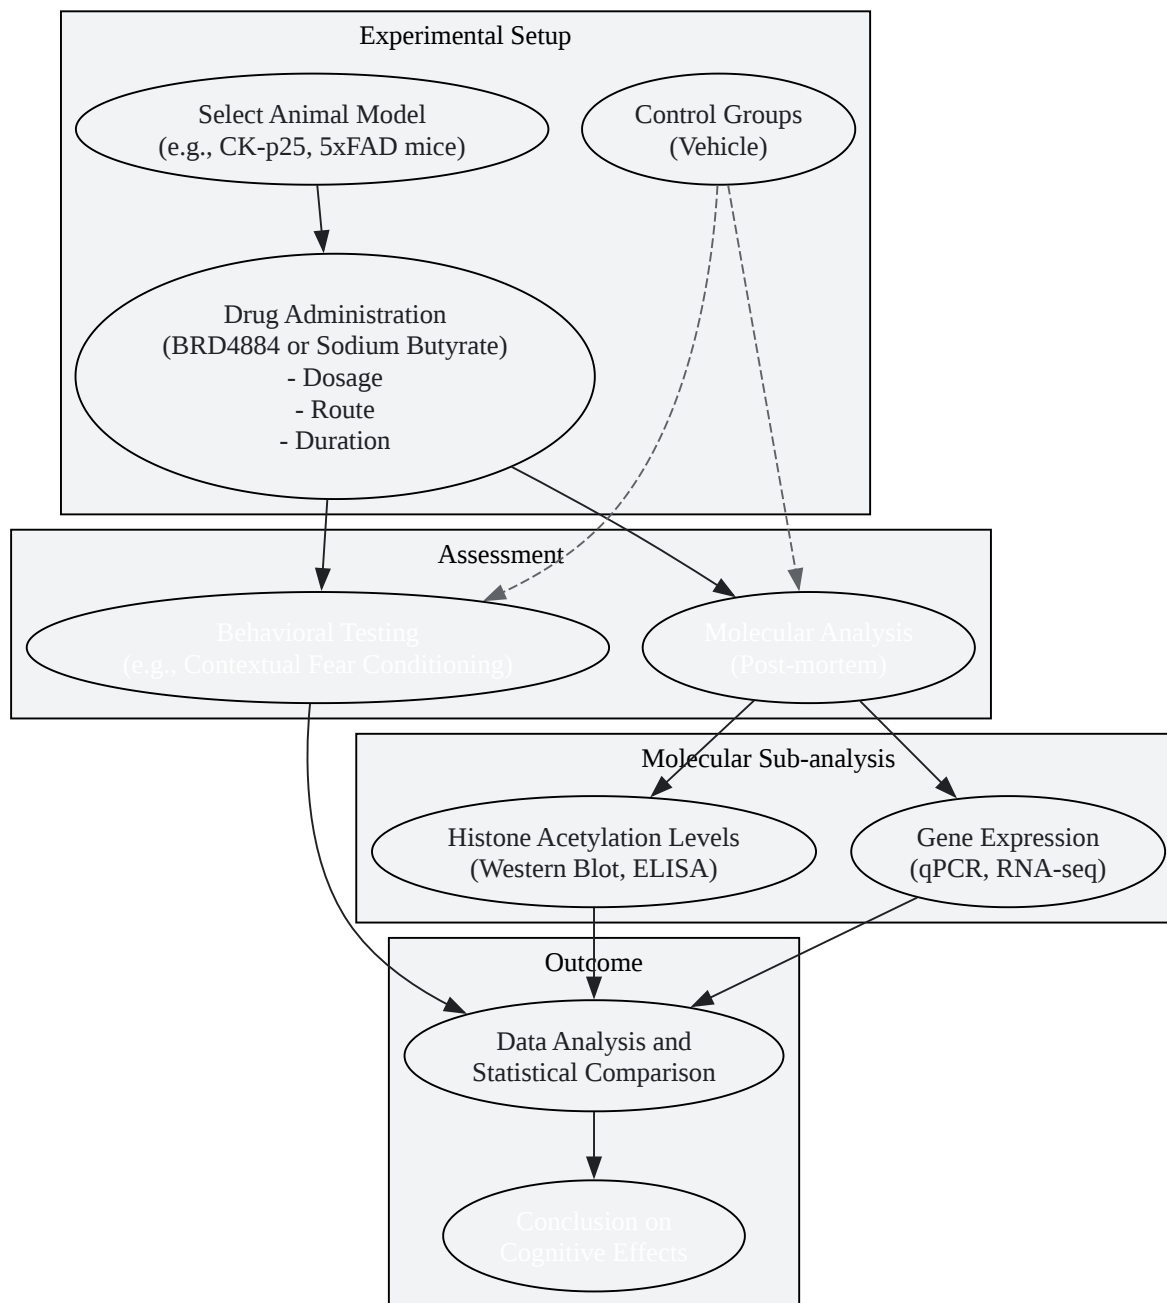 Experimental Setup
Select Animal Model
(e.g., CK-p25, 5xFAD mice)
Control Groups
(Vehicle)
Drug Administration
(BRD4884 or Sodium Butyrate)
- Dosage
- Route
- Duration
Assessment
Behavioral Testing
(e.g., Contextual Fear Conditioning)
Molecular Analysis
(Post-mortem)
Molecular Sub-analysis
Histone Acetylation Levels
(Western Blot, ELISA)
Gene Expression
(qPCR, RNA-seq)
Outcome
Data Analysis and
Statistical Comparison
Conclusion on
Cognitive Effects